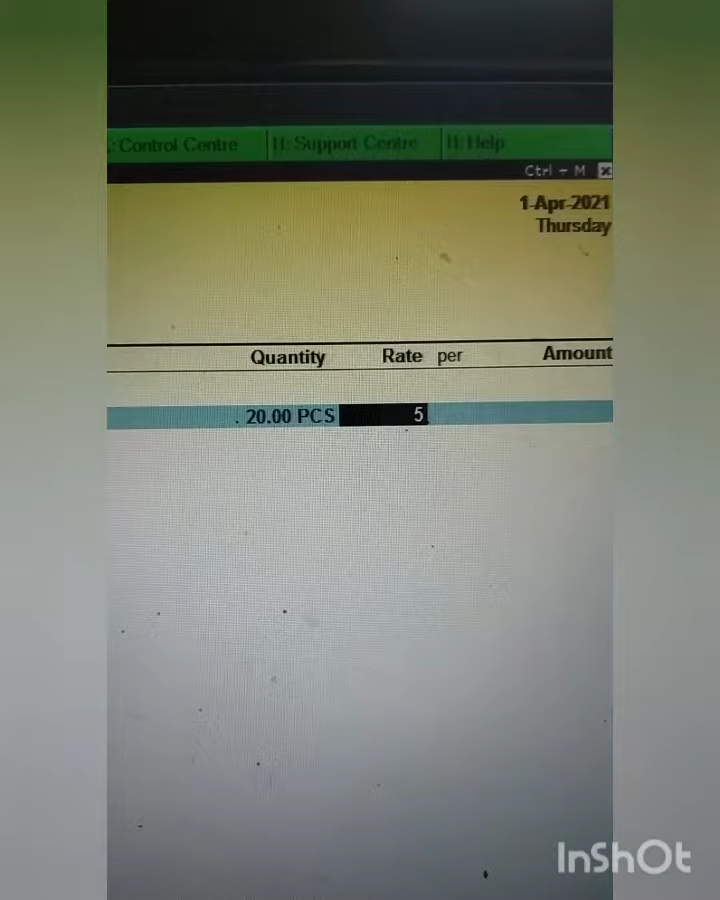 : Control Centre H: Support Centre H: Help
Ctrl + M
1-Apr-2021
Thursday
Quantity Rate per Amount
20.00 PCS 5
InShOt